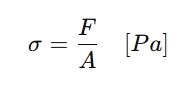 σ = F/A [Pa]